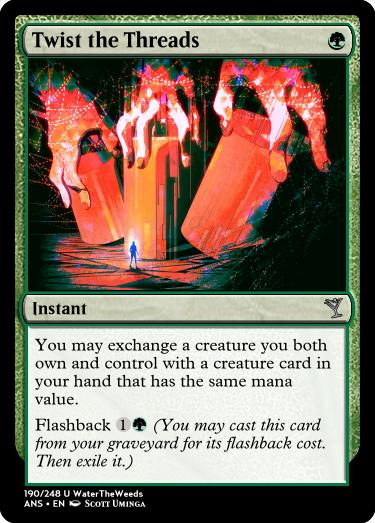 Twist the Threads
Instant
You may exchange a creature you both
own and control with a creature card in
your hand that has the same mana
value.
Flashback 1 (You may cast this card
from your graveyard for its flashback cost.
Then exile it.)
190/248 U WaterTheWeeds
ANS • EN Scott Uminga